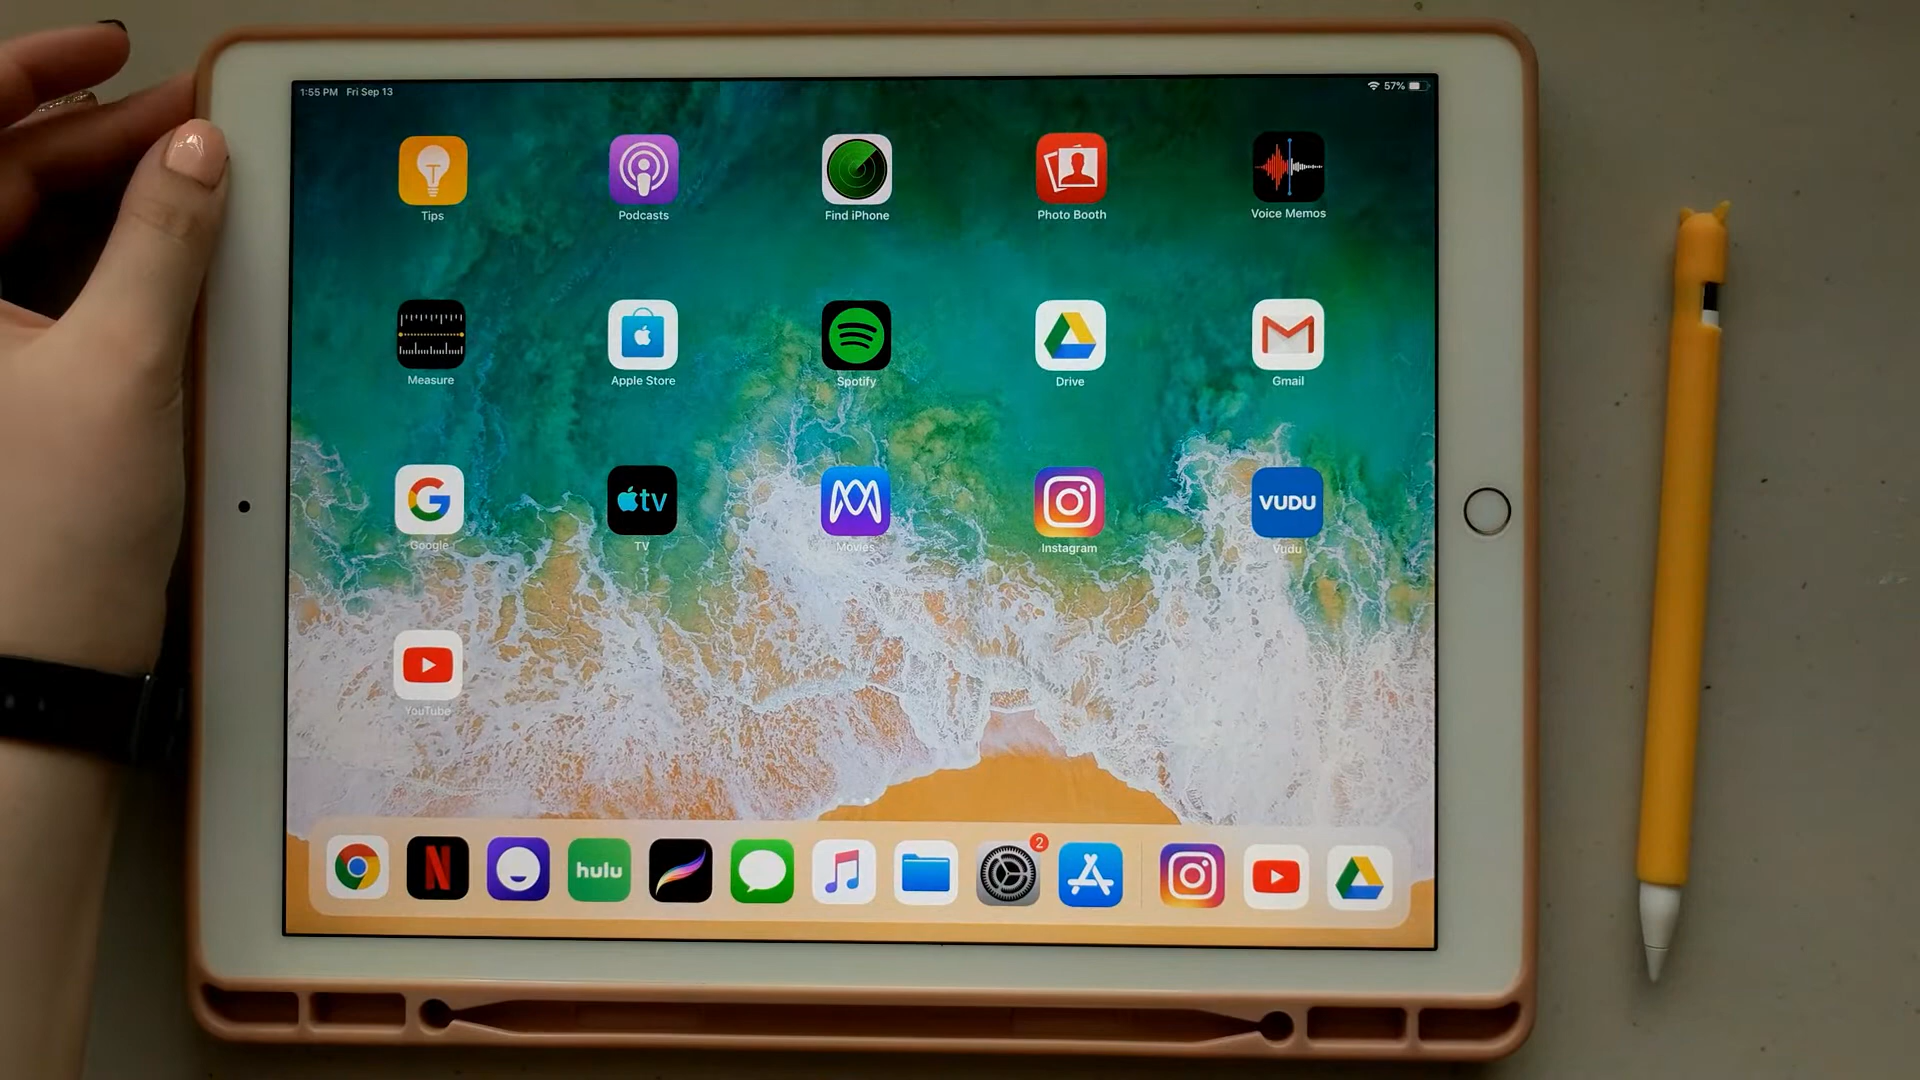 1:55 PM Fri Sep 13
57%
Tips
Podcasts
Find iPhone
Photo Booth
Voice Memos
Measure
Apple Store
Spotify
Drive
Gmail
tv
VUDU
Google
TV
Movies
Instagram
Vudu
YouTube
hulu
2